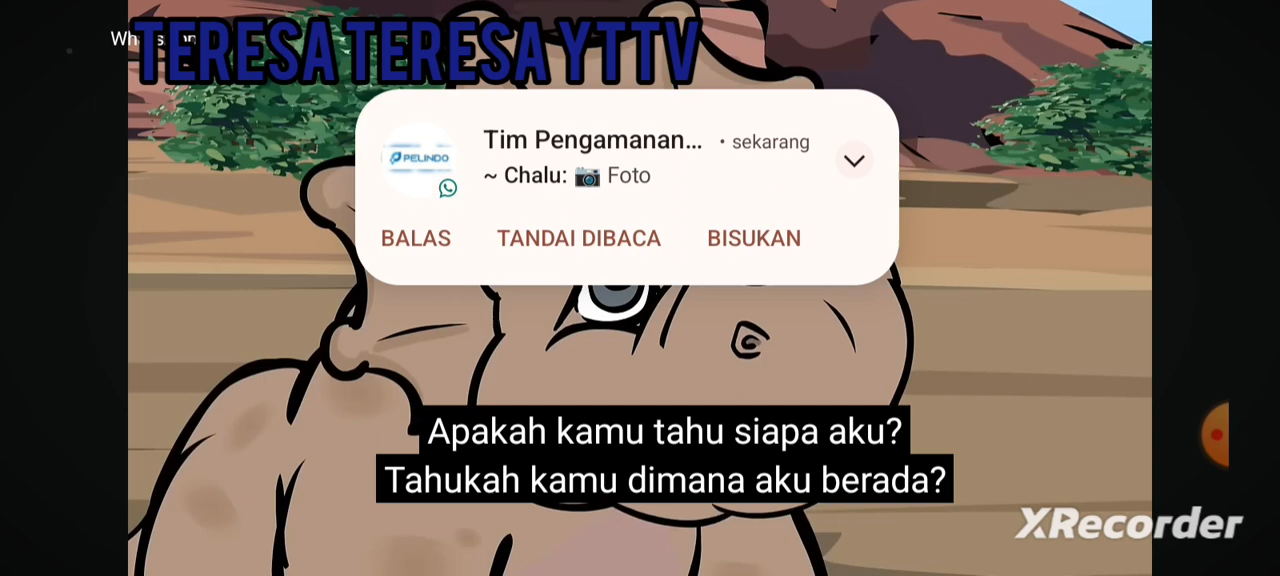 TERESA TERESA YTTV
PELINDO
Tim Pengamanan... • sekarang
~ Chalu: 📷 Foto
BALAS TANDAI DIBACA BISUKAN
Apakah kamu tahu siapa aku?
Tahukah kamu dimana aku berada?
XRecorder